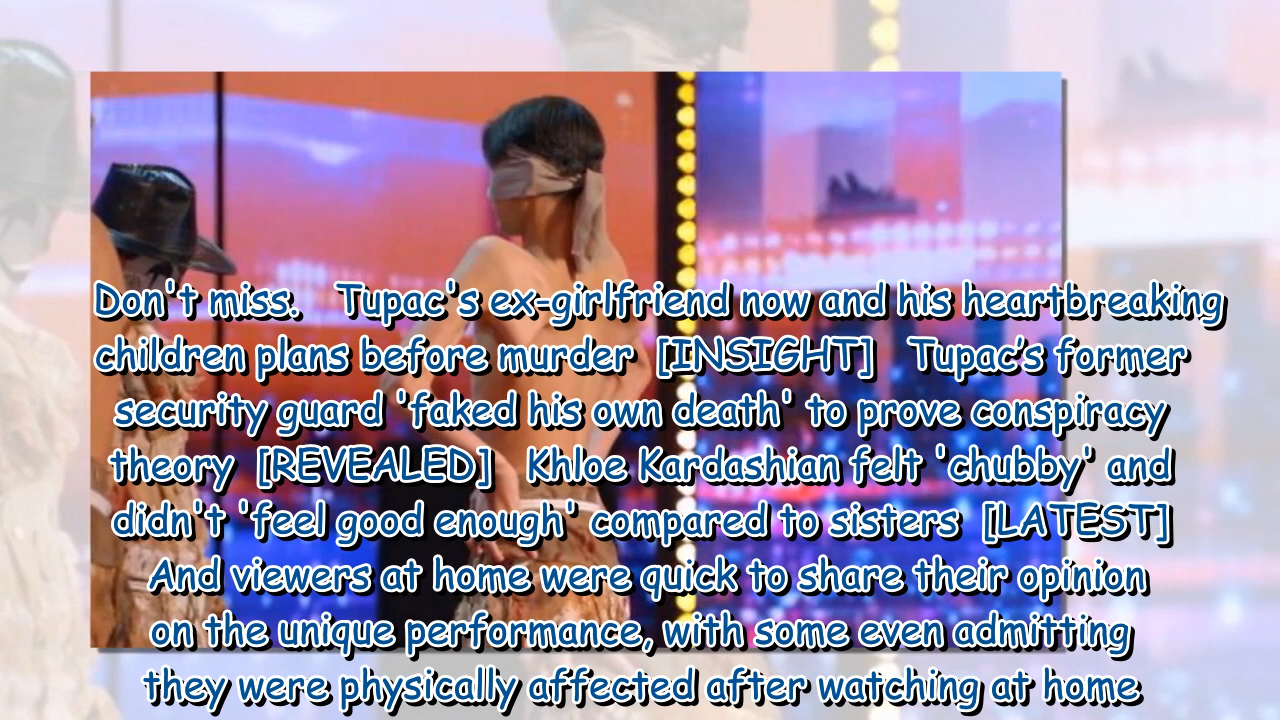 Don't miss.   Tupac's ex-girlfriend now and his heartbreaking
children plans before murder  [INSIGHT]   Tupac’s former
security guard 'faked his own death' to prove conspiracy
theory  [REVEALED]   Khloe Kardashian felt 'chubby' and
didn't 'feel good enough' compared to sisters  [LATEST]
And viewers at home were quick to share their opinion
on the unique performance, with some even admitting
they were physically affected after watching at home